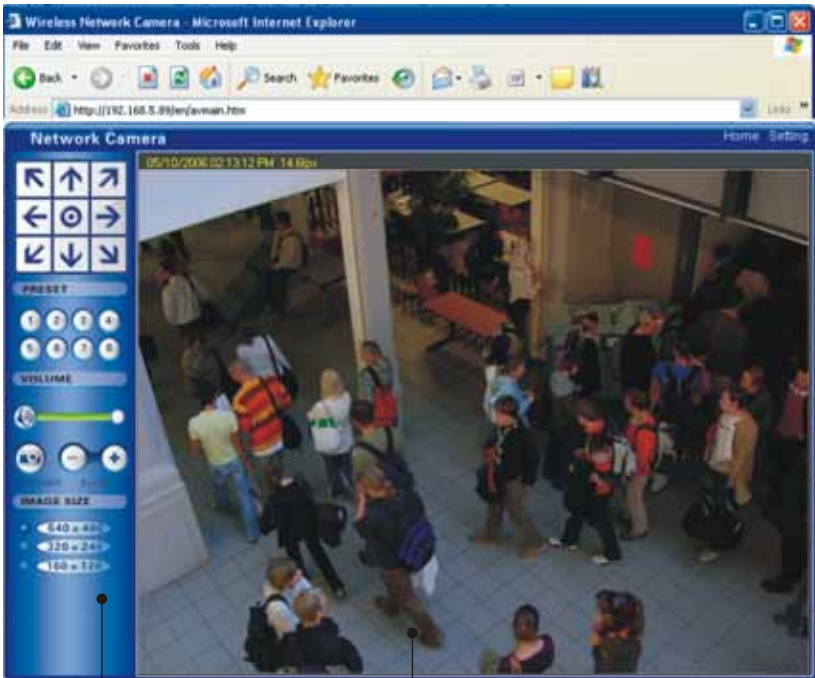 Wireless Network Camera - Microsoft Internet Explorer
File Edit View Favorites Tools Help
Back Search Favorites
Address http://192.168.5.89/en/avmain.htm Links
Network Camera Home Setting
05/10/2006 02:13:12 PM 14.6fps
PRESET
1 2 3 4
5 6 7 8
VOLUME
IMAGE SIZE
640 x 480
320 x 240
160 x 120